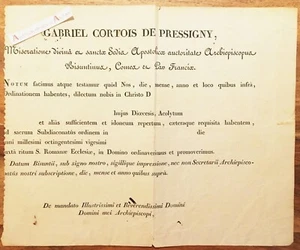 GABRIEL CORTOIS DE PRESSIGNY,
Miseratione divinâ et sanctæ Sedis Apostolicæ auctoritate Archiepiscopus
Bisuntinus, Comes et Par Franciæ.
NOTUM facimus atque testamur quod Nos, die, mense, anno et loco quibus infrà,
Ordinationem habentes, dilectum nobis in Christo D
hujus Diœcesis, Acolytum
et aliàs sufficientem et idoneum repertum, cæteraque requisita habentem,
ad sacrum Subdiaconatûs ordinem in die
anni millesimi octingentesimi vigesimi
juxtà ritum S. Romanæ Ecclesiæ, in Domino ordinavimus et promovimus.
Datum Bisuntii, sub signo nostro, sigillique impressione, nec non Secretarii Archiepisco-
patûs nostri subscriptione, die, mense et anno quibus suprà.
De mandato Illustrissimi et Reverendissimi Domini
Domini mei Archiepiscopi,